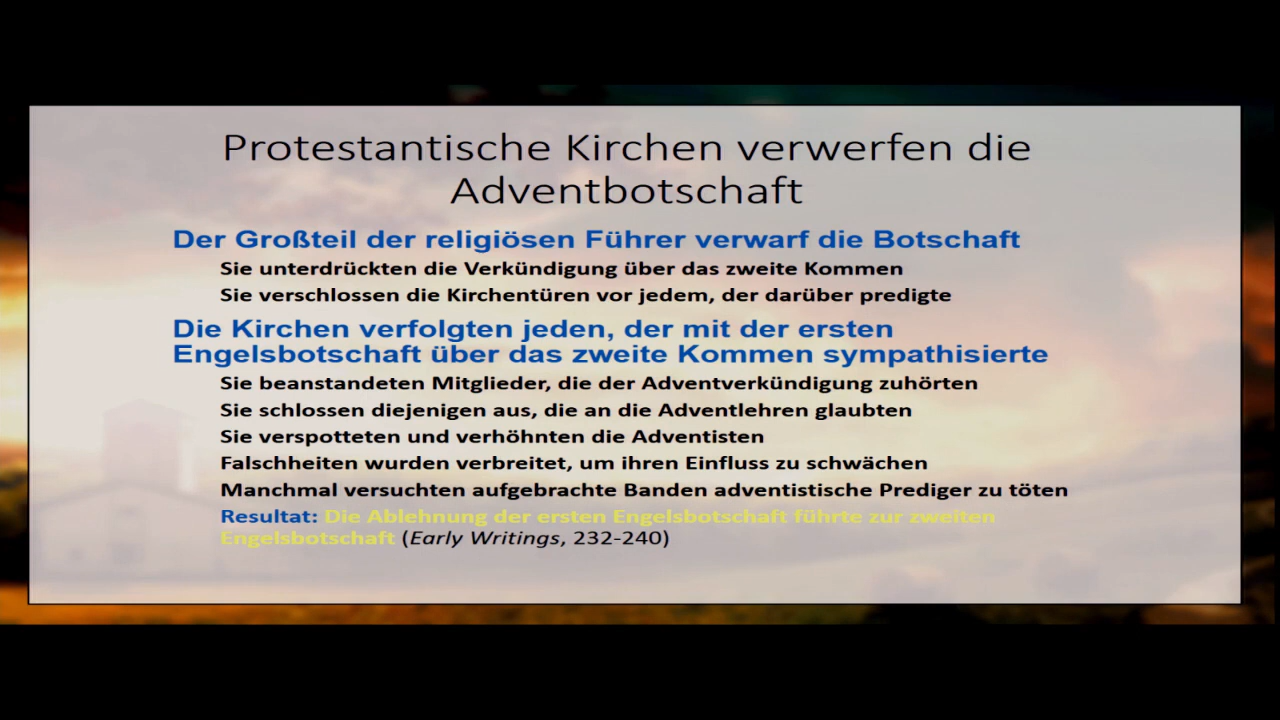 Protestantische Kirchen verwerfen die
Adventbotschaft
Der Großteil der religiösen Führer verwarf die Botschaft
Sie unterdrückten die Verkündigung über das zweite Kommen
Sie verschlossen die Kirchentüren vor jedem, der darüber predigte
Die Kirchen verfolgten jeden, der mit der ersten
Engelsbotschaft über das zweite Kommen sympathisierte
Sie beanstandeten Mitglieder, die der Adventverkündigung zuhörten
Sie schlossen diejenigen aus, die an die Adventlehren glaubten
Sie verspotteten und verhöhnten die Adventisten
Falschheiten wurden verbreitet, um ihren Einfluss zu schwächen
Manchmal versuchten aufgebrachte Banden adventistische Prediger zu töten
Resultat: Die Ablehnung der ersten Engelsbotschaft führte zur zweiten
Engelsbotschaft (Early Writings, 232-240)